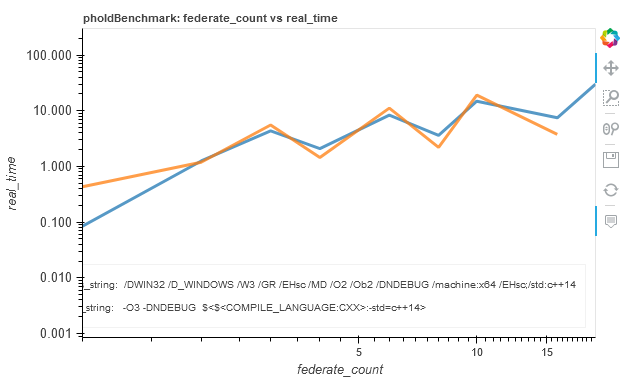 pholdBenchmark: federate_count vs real_time
100.000
10.000
1.000
0.100
0.010
0.001
real_time
_string: /DWIN32 /D_WINDOWS /W3 /GR /EHsc /MD /O2 /Ob2 /DNDEBUG /machine:x64 /EHsc;/std:c++14
_string: -O3 -DNDEBUG $<$<COMPILE_LANGUAGE:CXX>:-std=c++14>
5
10
15
federate_count